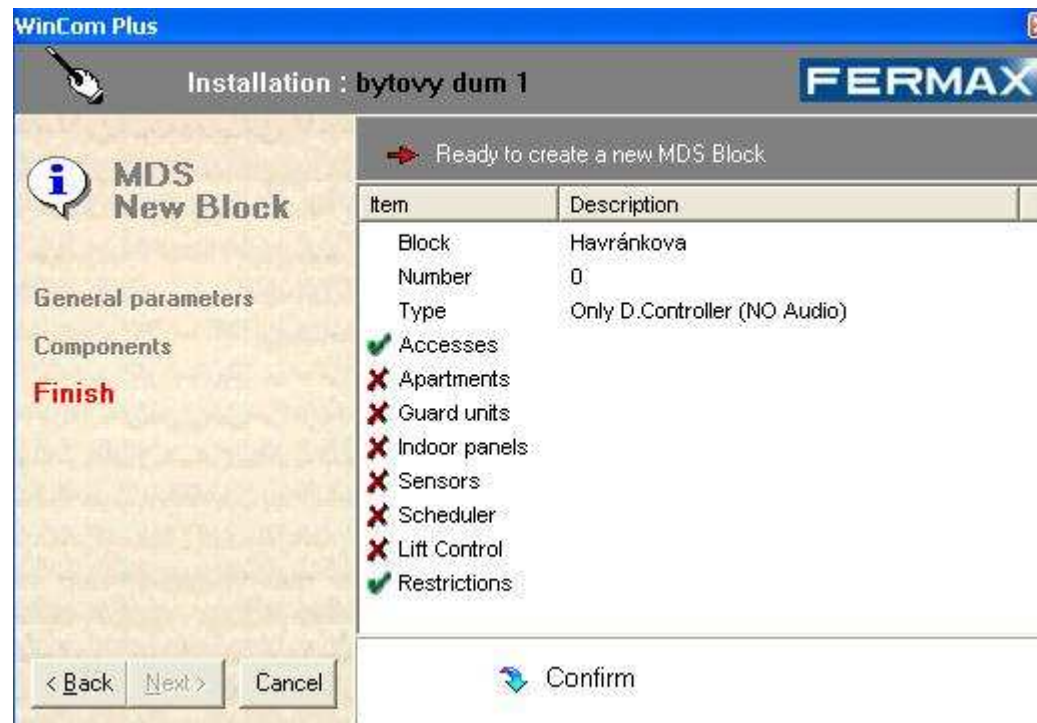 WinCom Plus
Installation : bytovy dum 1
FERMAX
MDS
New Block
General parameters
Components
Finish
Ready to create a new MDS Block
Item Description
Block Havránkova
Number 0
Type Only D.Controller (NO Audio)
Accesses
Apartments
Guard units
Indoor panels
Sensors
Scheduler
Lift Control
Restrictions
< Back Next > Cancel
Confirm